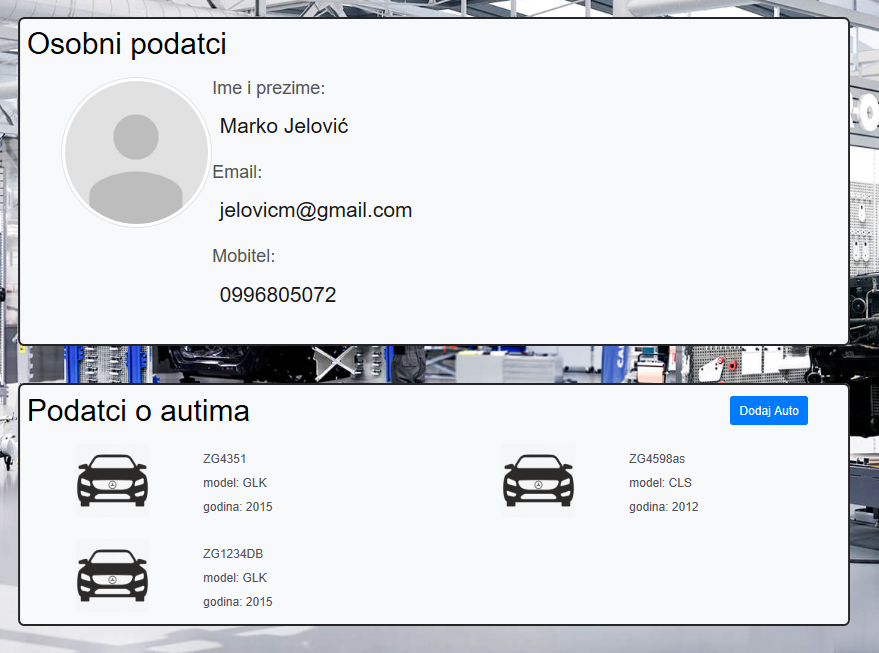 Osobni podatci
Ime i prezime:
Marko Jelović
Email:
jelovicm@gmail.com
Mobitel:
0996805072
Podatci o autima
Dodaj Auto
ZG4351
model: GLK
godina: 2015
ZG4598as
model: CLS
godina: 2012
ZG1234DB
model: GLK
godina: 2015